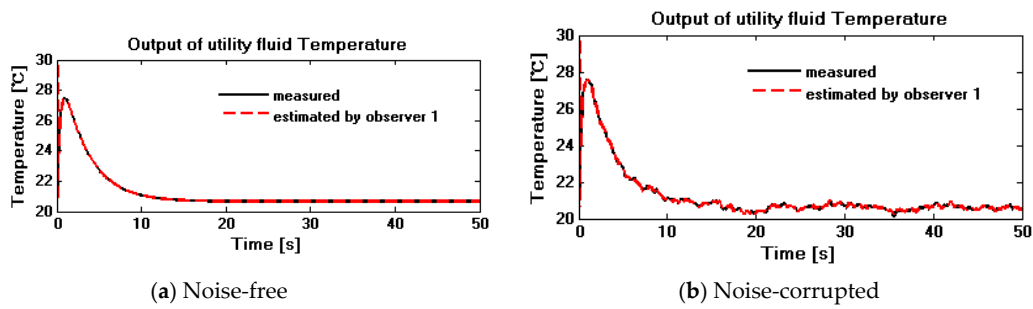 Output of utility fluid Temperature
Temperature [℃]
30
28
26
24
22
20
measured
estimated by observer 1
0
10
20
30
40
50
Time [s]
(a) Noise-free
Output of utility fluid Temperature
Temperature [℃]
30
28
26
24
22
20
measured
estimated by observer 1
0
10
20
30
40
50
Time [s]
(b) Noise-corrupted